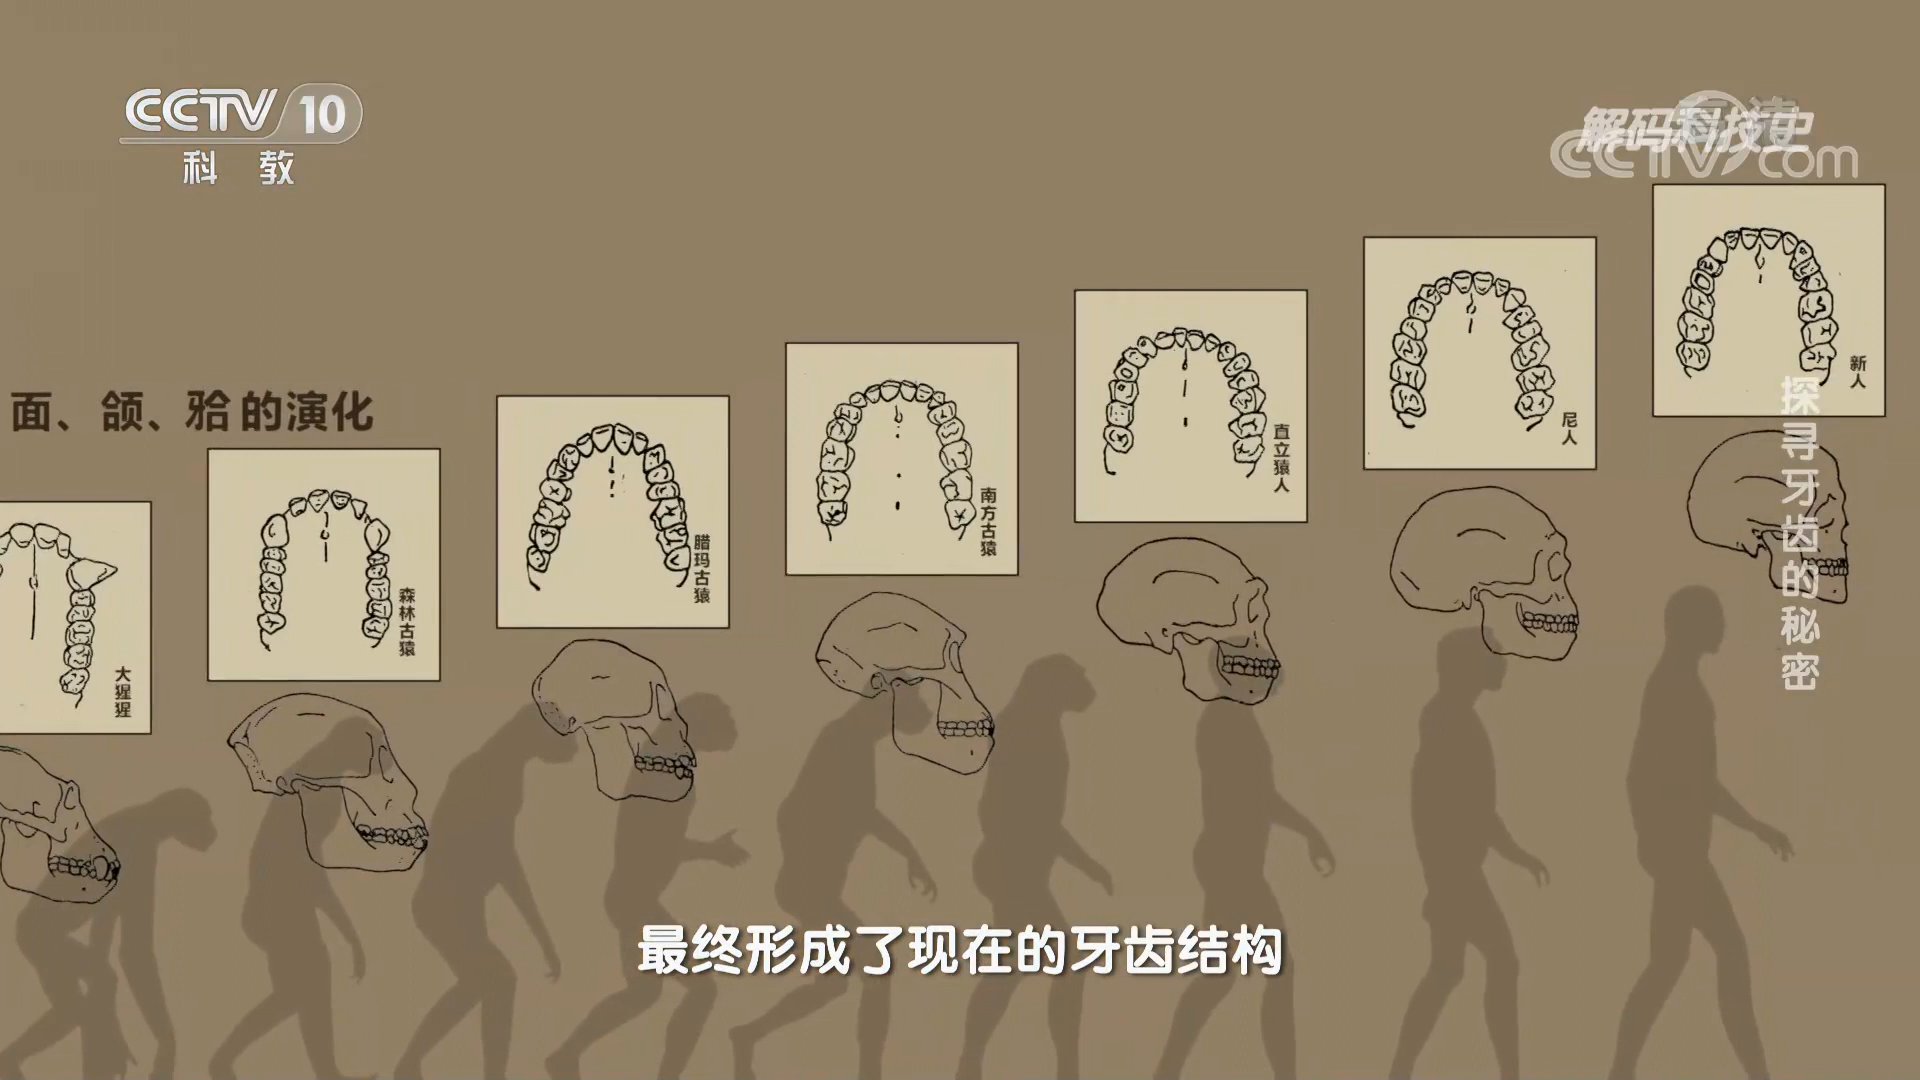 CCTV 10
科教
解码科技史
CCTV.com
面、颌、𬌗的演化
大猩猩
森林古猿
腊玛古猿
南方古猿
直立猿人
尼人
新人
探寻牙齿的秘密
最终形成了现在的牙齿结构